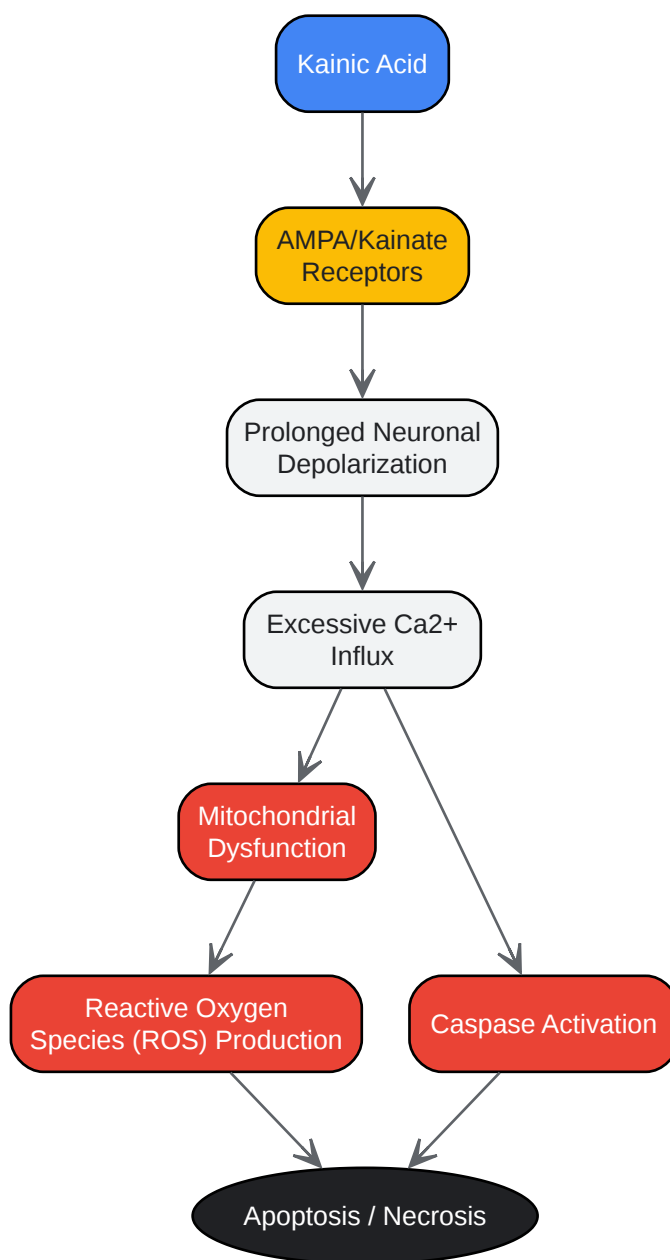 Kainic Acid
AMPA/Kainate
Receptors
Prolonged Neuronal
Depolarization
Excessive Ca2+
Influx
Mitochondrial
Dysfunction
Reactive Oxygen
Species (ROS) Production
Caspase Activation
Apoptosis / Necrosis